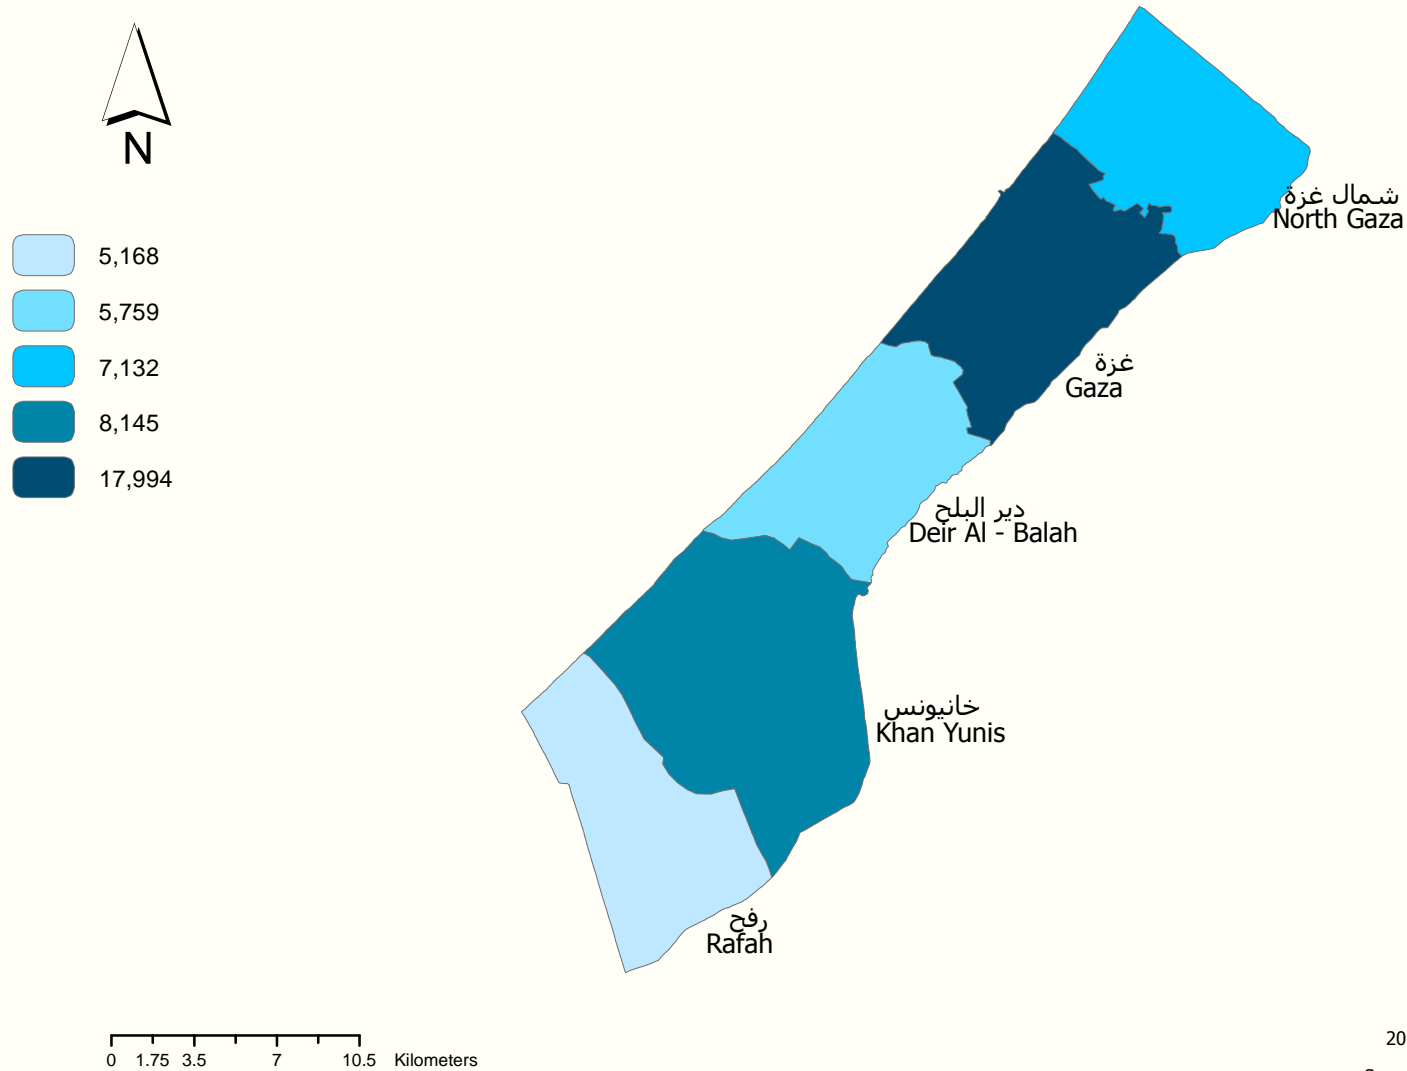 N
5,168
5,759
7,132
8,145
17,994
شمال غزة
North Gaza
غزة
Gaza
دير البلح
Deir Al - Balah
خانيونس
Khan Yunis
رفح
Rafah
0 1.75 3.5 7 10.5 Kilometers
20